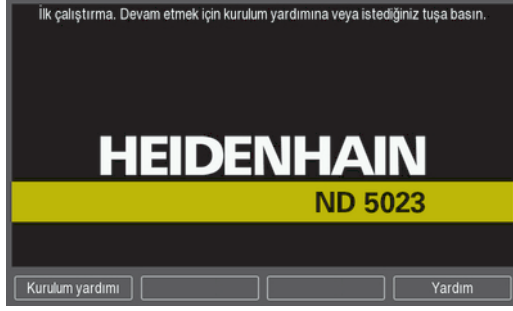 İlk çalıştırma. Devam etmek için kurulum yardımına veya istediğiniz tuşa basın.
HEIDENHAIN
ND 5023
Kurulum yardımı
Yardım